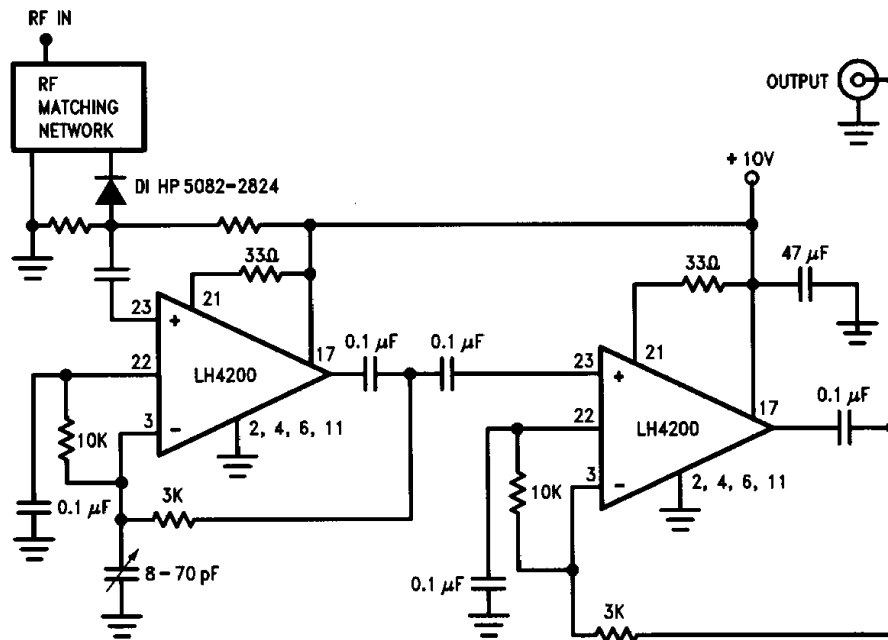 RF IN
RF
MATCHING
NETWORK
OUTPUT
+ 10V
DI HP 5082-2824
33Ω
33Ω
47 µF
23
21
+
17
0.1 µF
0.1 µF
22
LH4200
3
−
2, 4, 6, 11
10K
0.1 µF
3K
8-70 pF
23
21
+
17
0.1 µF
22
LH4200
3
−
2, 4, 6, 11
10K
0.1 µF
3K